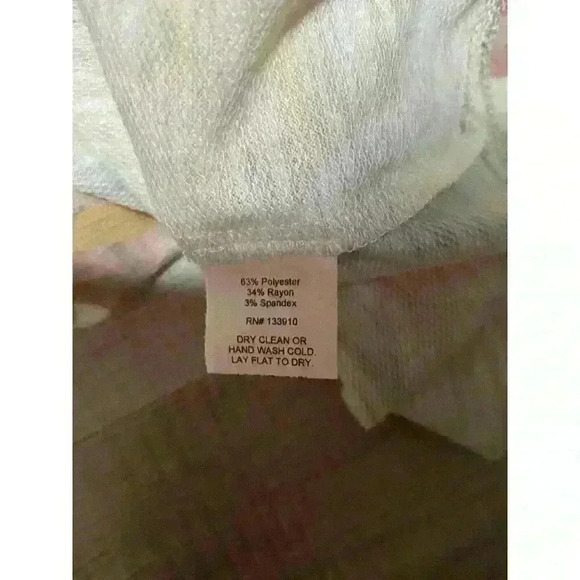 63% Polyester
34% Rayon
3% Spandex
RN# 133910
DRY CLEAN OR
HAND WASH COLD.
LAY FLAT TO DRY.